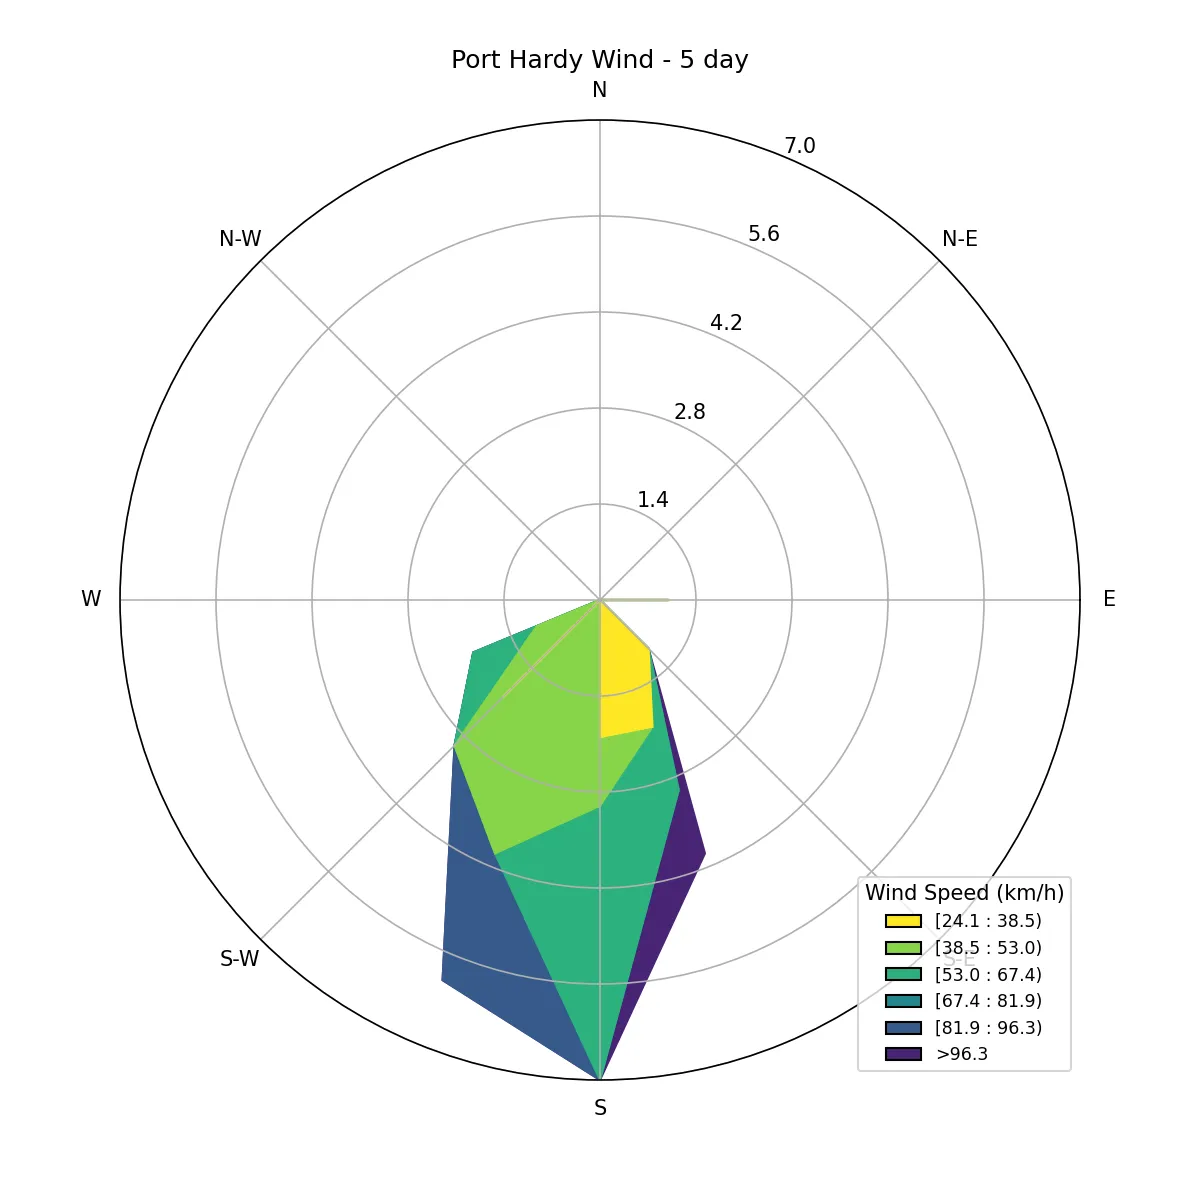 Port Hardy Wind - 5 day
N
7.0
N-W
N-E
5.6
4.2
2.8
1.4
W
E
Wind Speed (km/h)
[24.1 : 38.5)
[38.5 : 53.0)
S-W
S-E
[53.0 : 67.4)
[67.4 : 81.9)
[81.9 : 96.3)
>96.3
S